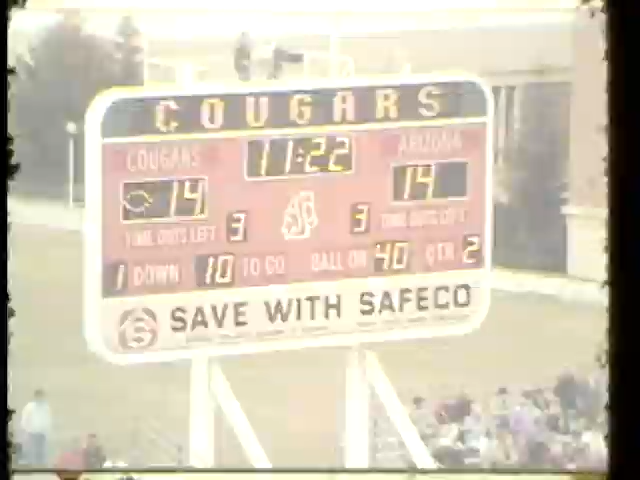 COUGARS
COUGARS 11:22 ARIZONA
14 14
TIME OUTS LEFT 3 3 TIME OUTS LEFT
1 DOWN 10 TO GO BALL ON 40 QTR 2
SAVE WITH SAFECO